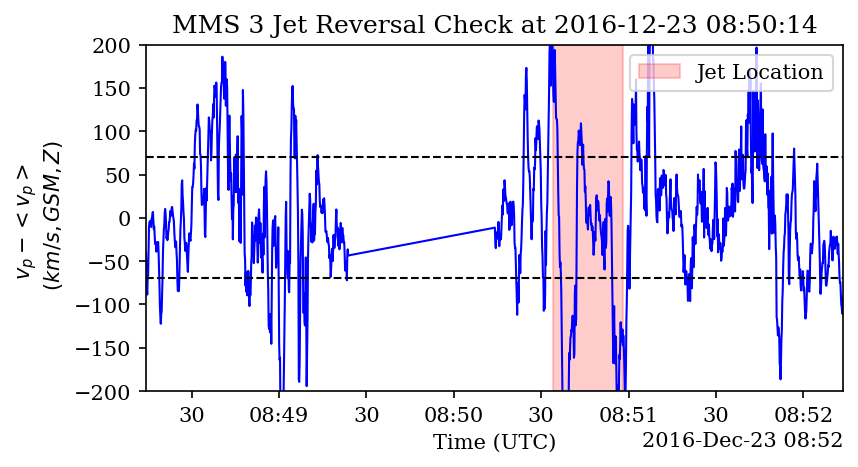 MMS 3 Jet Reversal Check at 2016-12-23 08:50:14
Jet Location
200
150
100
50
0
−50
−100
−150
−200
v_p − < v_p >
(km/s, GSM, Z)
30 08:49 30 08:50 30 08:51 30 08:52
Time (UTC)
2016-Dec-23 08:52